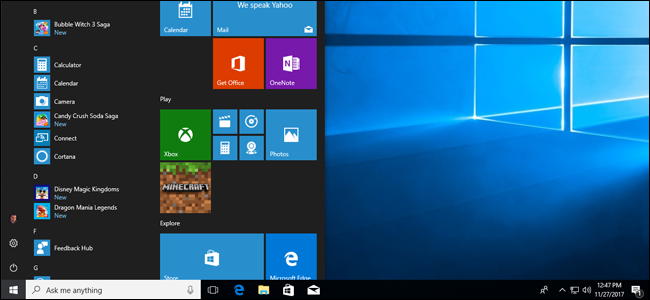 B
Bubble Witch 3 Saga
New
C
Calculator
Calendar
Camera
Candy Crush Soda Saga
New
Connect
Cortana
D
Disney Magic Kingdoms
New
Dragon Mania Legends
New
F
Feedback Hub
G
We speak Yahoo
Calendar
Mail
Get Office
OneNote
Play
Xbox
Photos
MINECRAFT
Explore
Store
Microsoft Edge
Ask me anything
12:47 PM
11/27/2017